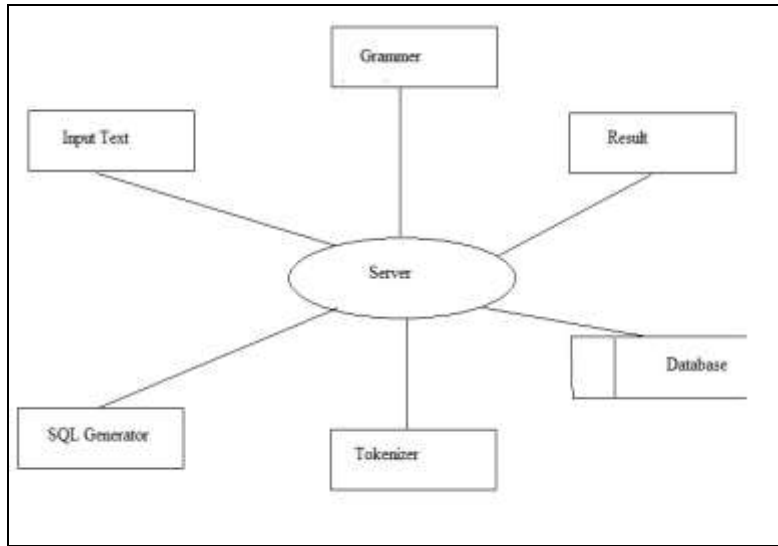 Grammer
Input Text
Result
Server
Database
SQL Generator
Tokenizer